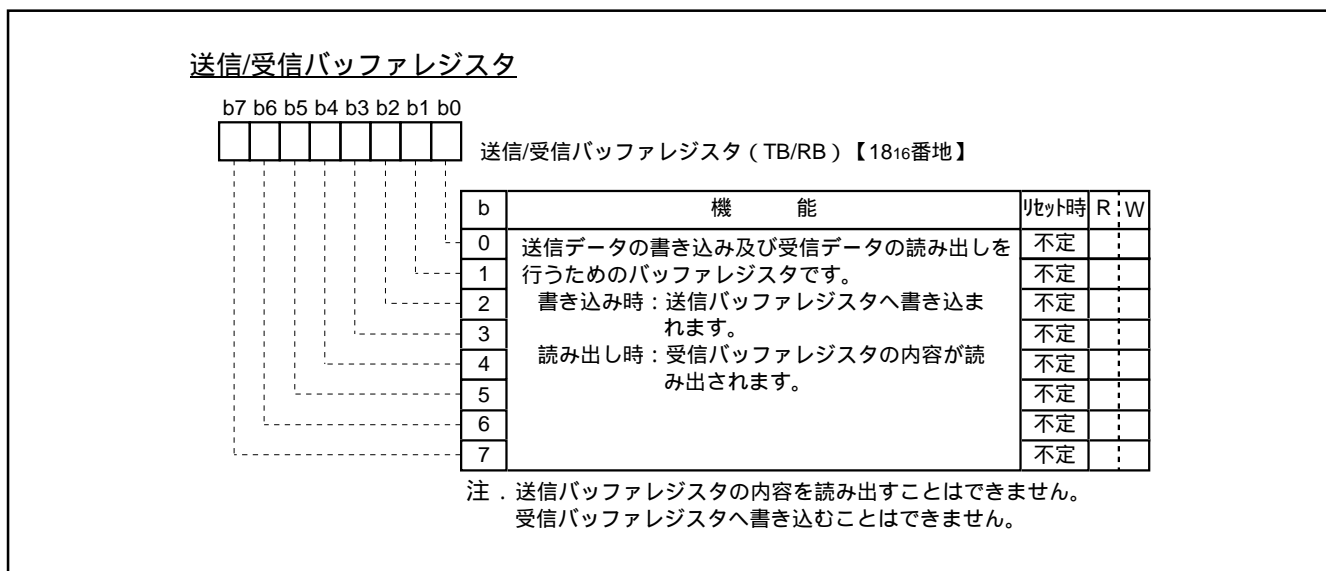 送信/受信バッファレジスタ
b7 b6 b5 b4 b3 b2 b1 b0
送信/受信バッファレジスタ（TB/RB）【1816番地】
b 機 能 リセット時 R W
0 送信データの書き込み及び受信データの読み出しを 不定
1 行うためのバッファレジスタです。 不定
2 書き込み時：送信バッファレジスタへ書き込ま 不定
3 れます。 不定
4 読み出し時：受信バッファレジスタの内容が読 不定
5 み出されます。 不定
6 不定
7 不定
注．送信バッファレジスタの内容を読み出すことはできません。
受信バッファレジスタへ書き込むことはできません。